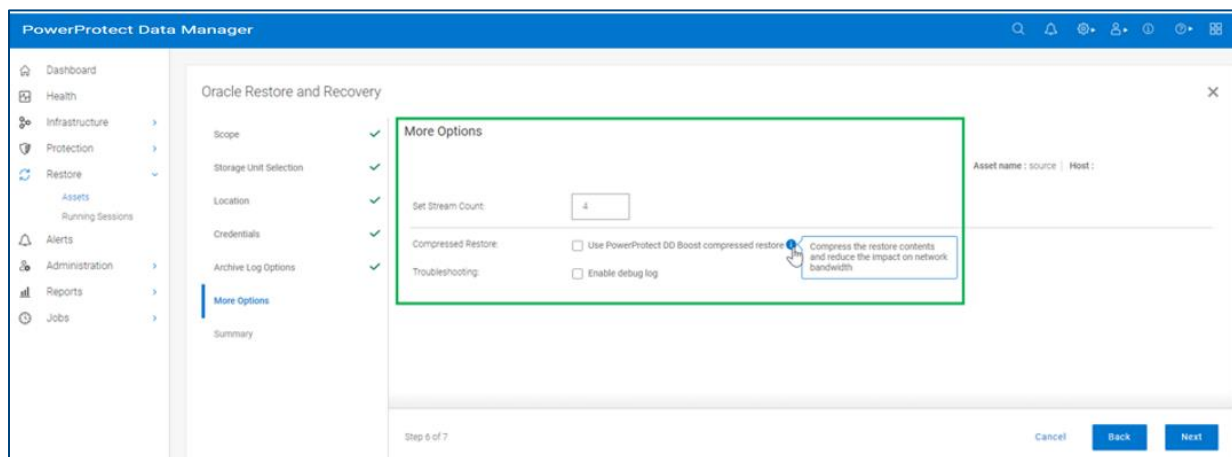 PowerProtect Data Manager
Dashboard
Health
Infrastructure
Protection
Restore
Assets
Running Sessions
Alerts
Administration
Reports
Jobs
Oracle Restore and Recovery
Scope
Storage Unit Selection
Location
Credentials
Archive Log Options
More Options
Summary
More Options
Asset name : source | Host :
Set Stream Count:
4
Compressed Restore:
Use PowerProtect DD Boost compressed restore
Compress the restore contents
and reduce the impact on network
bandwidth
Troubleshooting:
Enable debug log
Step 6 of 7
Cancel
Back
Next